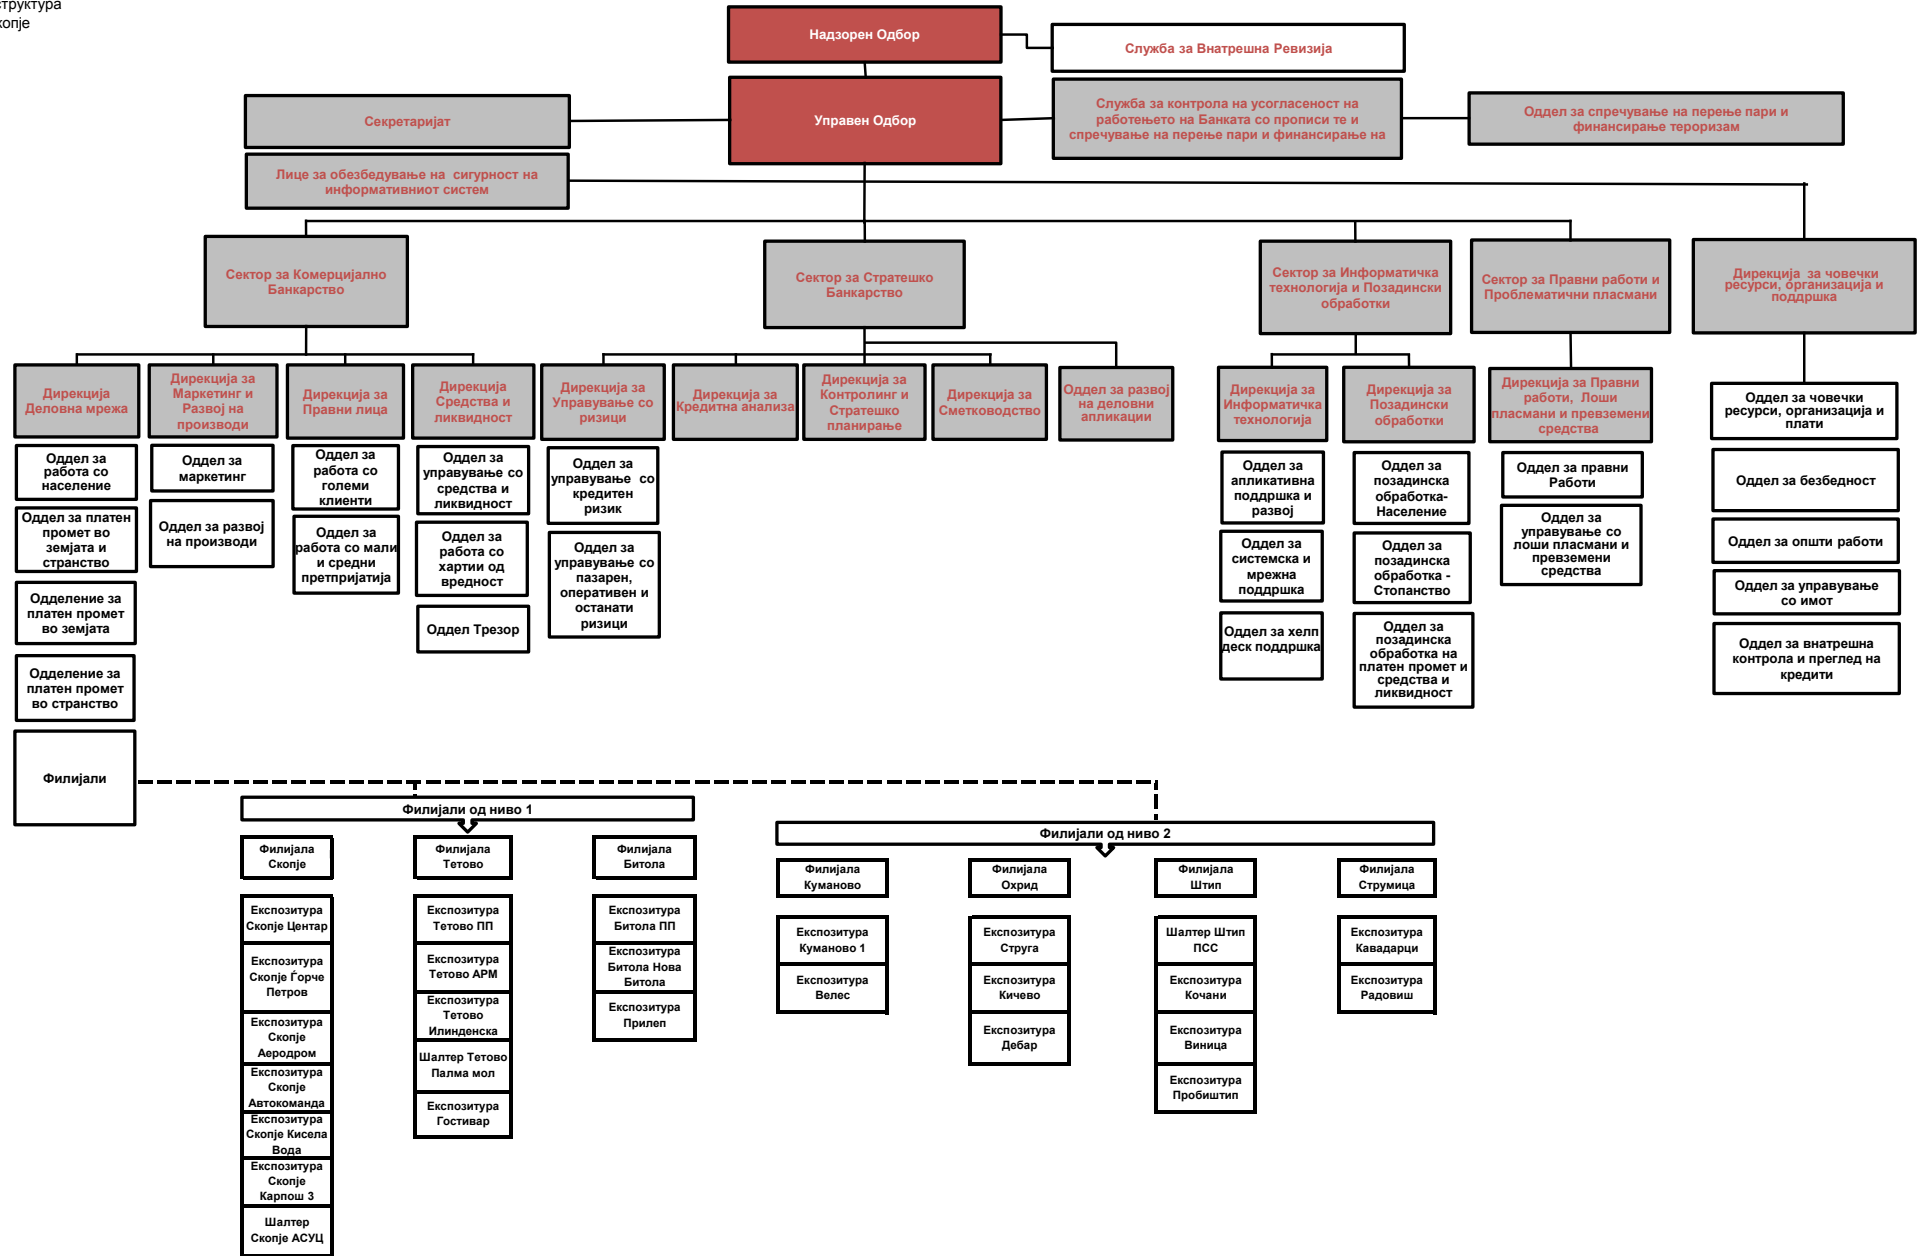 структура
Надзорен Одбор
Служба за Внатрешна Ревизија
Секретаријат
Управен Одбор
Служба за контрола на усогласеност на
работењето на Банката со прописи те и
спречување на перење пари и финансирање на
Оддел за спречување на перење пари и
финансирање тероризам
Лице за обезбедување на сигурност на
информативниот систем
Сектор за Комерцијално
Банкарство
Сектор за Стратешко
Банкарство
Сектор за Информатичка
технологија и Позадински
обработки
Сектор за Правни работи и
Проблематични пласмани
Дирекција за човечки
ресурси, организација и
поддршка
Дирекција
Деловна мрежа
Дирекција за
Маркетинг и
Развој на
производи
Дирекција за
Правни лица
Дирекција
Средства и
ликвидност
Дирекција за
Управување со
ризици
Дирекција за
Кредитна анализа
Дирекција за
Контролинг и
Стратешко
планирање
Дирекција за
Сметководство
Оддел за развој
на деловни
апликации
Дирекција за
Информатичка
технологија
Дирекција за
Позадински
обработки
Дирекција за Правни
работи, Лоши
пласмани и превземени
средства
Оддел за човечки
ресурси, организација и
плати
Оддел за
работа со
население
Оддел за платен
промет во
земјата и
странство
Одделение за
платен промет
во земјата
Одделение за
платен промет
во странство
Филијали
Оддел за
маркетинг
Оддел за развој
на производи
Оддел за
работа со
големи
клиенти
Оддел за
работа со мали
и средни
претпријатија
Оддел за
управување со
средства и
ликвидност
Оддел за
работа со
хартии од
вредност
Оддел Трезор
Оддел за
управување со
кредитен
ризик
Оддел за
управување со
пазарен,
оперативен и
останати
ризици
Оддел за
апликативна
поддршка и
развој
Оддел за
системска и
мрежна
поддршка
Оддел за хелп
деск поддршка
Оддел за
позадинска
обработка-
Население
Оддел за
позадинска
обработка -
Стопанство
Оддел за
позадинска
обработка на
платен промет и
средства и
ликвидност
Оддел за правни
Работи
Оддел за
управување со
лоши пласмани и
превземени
средства
Оддел за безбедност
Оддел за општи работи
Оддел за управување
со имот
Оддел за внатрешна
контрола и преглед на
кредити
Филијали од ниво 1
Филијала
Скопје
Експозитура
Скопје Центар
Експозитура
Скопје Ѓорче
Петров
Експозитура
Скопје
Аеродром
Експозитура
Скопје
Автокоманда
Експозитура
Скопје Кисела
Вода
Експозитура
Скопје
Карпош 3
Шалтер
Скопје АСУЦ
Филијала
Тетово
Експозитура
Тетово ПП
Експозитура
Тетово АРМ
Експозитура
Тетово
Илинденска
Шалтер Тетово
Палма мол
Експозитура
Гостивар
Филијала
Битола
Експозитура
Битола ПП
Експозитура
Битола Нова
Битола
Експозитура
Прилеп
Филијали од ниво 2
Филијала
Куманово
Експозитура
Куманово 1
Експозитура
Велес
Филијала
Охрид
Експозитура
Струга
Експозитура
Кичево
Експозитура
Дебар
Филијала
Штип
Шалтер Штип
ПСС
Експозитура
Кочани
Експозитура
Виница
Експозитура
Пробиштип
Филијала
Струмица
Експозитура
Кавадарци
Експозитура
Радовиш